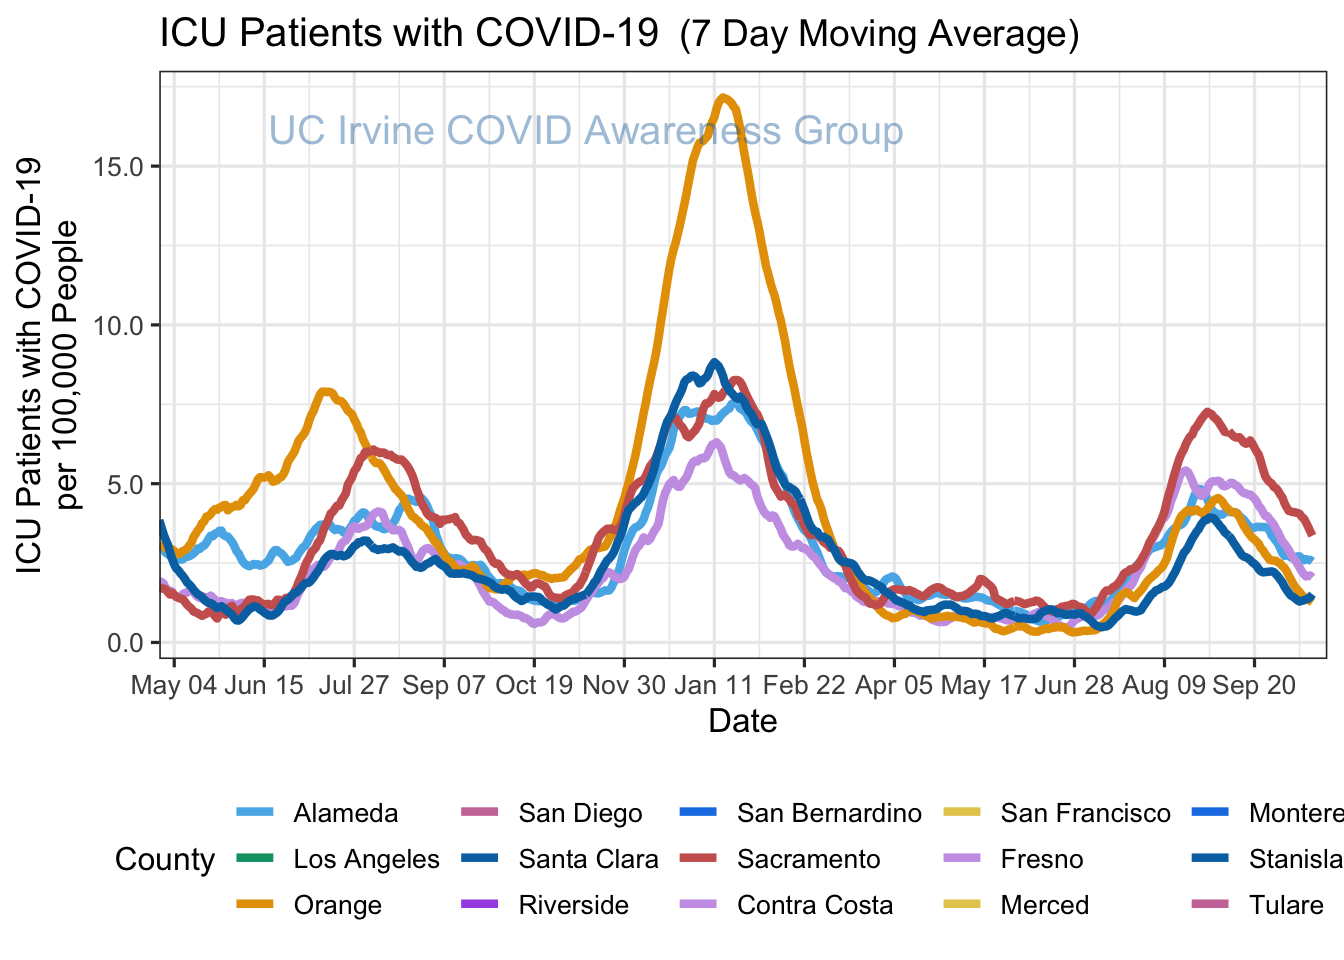 ICU Patients with COVID-19 (7 Day Moving Average)
UC Irvine COVID Awareness Group
ICU Patients with COVID-19
per 100,000 People
15.0
10.0
5.0
0.0
May 04 Jun 15 Jul 27 Sep 07 Oct 19 Nov 30 Jan 11 Feb 22 Apr 05 May 17 Jun 28 Aug 09 Sep 20
Date
County
Alameda San Diego San Bernardino San Francisco Montere
Los Angeles Santa Clara Sacramento Fresno Stanisla
Orange Riverside Contra Costa Merced Tulare